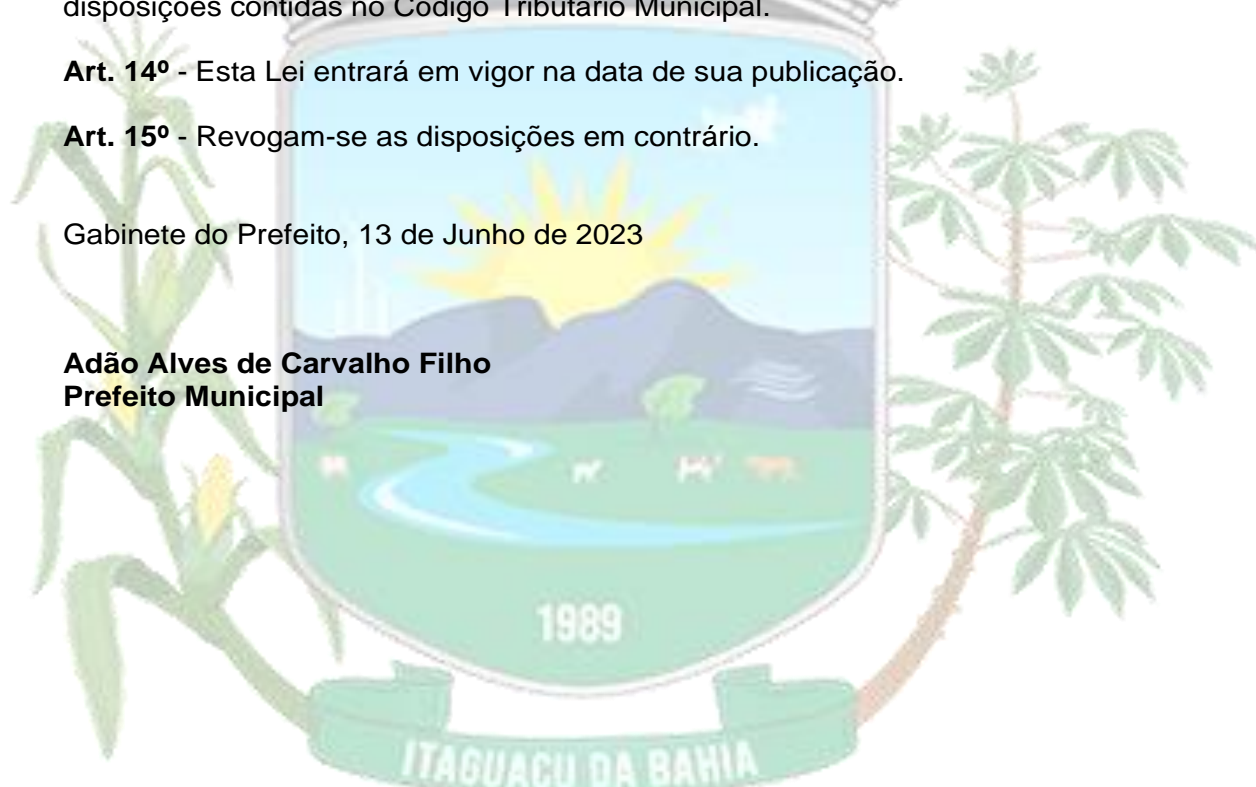 disposições contidas no Código Tributário Municipal.
Art. 14º - Esta Lei entrará em vigor na data de sua publicação.
Art. 15º - Revogam-se as disposições em contrário.
Gabinete do Prefeito, 13 de Junho de 2023
Adão Alves de Carvalho Filho
Prefeito Municipal
1989
ITAGUAÇU DA BAHIA